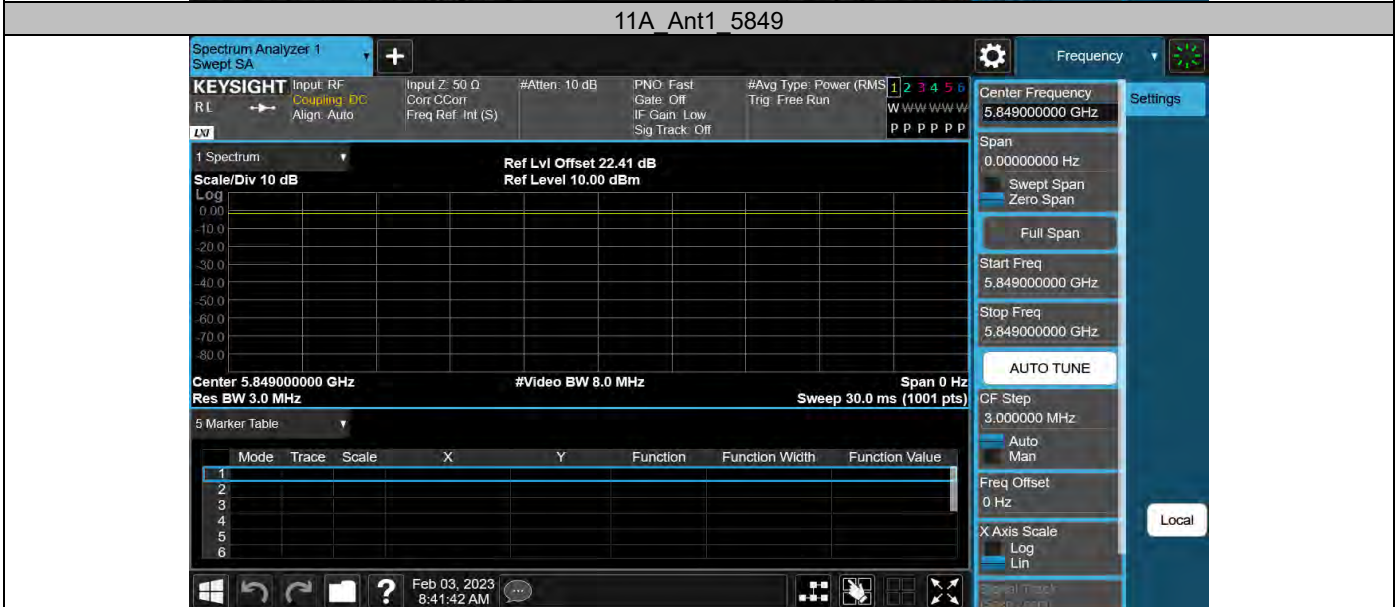 11A_Ant1_5849
Spectrum Analyzer 1
Swept SA
+
Frequency
KEYSIGHT
RL
LXI
Input: RF
Coupling: DC
Align: Auto
Input Z: 50 Ω
Corr CCorr
Freq Ref: Int (S)
#Atten: 10 dB
PNO: Fast
Gate: Off
IF Gain: Low
Sig Track: Off
#Avg Type: Power (RMS
Trig: Free Run
1 2 3 4 5 6
W W W W W W
P P P P P P
Center Frequency
5.849000000 GHz
Settings
Span
0.00000000 Hz
Swept Span
Zero Span
Full Span
Start Freq
5.849000000 GHz
Stop Freq
5.849000000 GHz
AUTO TUNE
CF Step
3.000000 MHz
Auto
Man
Freq Offset
0 Hz
X Axis Scale
Log
Lin
Local
1 Spectrum
Scale/Div 10 dB
Ref Lvl Offset 22.41 dB
Ref Level 10.00 dBm
Log
0.00
-10.0
-20.0
-30.0
-40.0
-50.0
-60.0
-70.0
-80.0
Center 5.849000000 GHz
#Video BW 8.0 MHz
Span 0 Hz
Res BW 3.0 MHz
Sweep 30.0 ms (1001 pts)
5 Marker Table
Mode Trace Scale X Y Function Function Width Function Value
1
2
3
4
5
6
?
Feb 03, 2023
8:41:42 AM